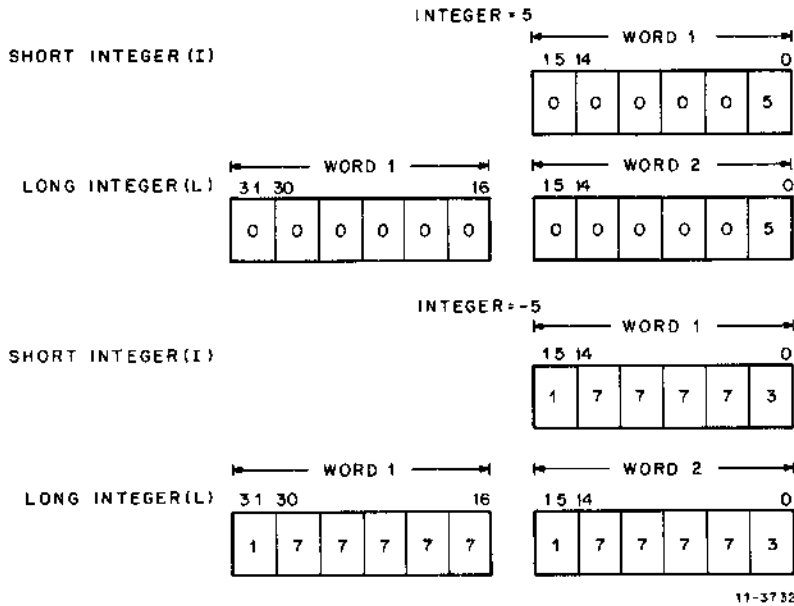 INTEGER=5
SHORT INTEGER(I)
WORD 1
15 14 0
0 0 0 0 0 5
LONG INTEGER(L)
WORD 1 WORD 2
31 30 16 15 14 0
0 0 0 0 0 0 0 0 0 0 0 5
INTEGER=-5
SHORT INTEGER(I)
WORD 1
15 14 0
1 7 7 7 7 3
LONG INTEGER(L)
WORD 1 WORD 2
31 30 16 15 14 0
1 7 7 7 7 7 1 7 7 7 7 3
11-3732